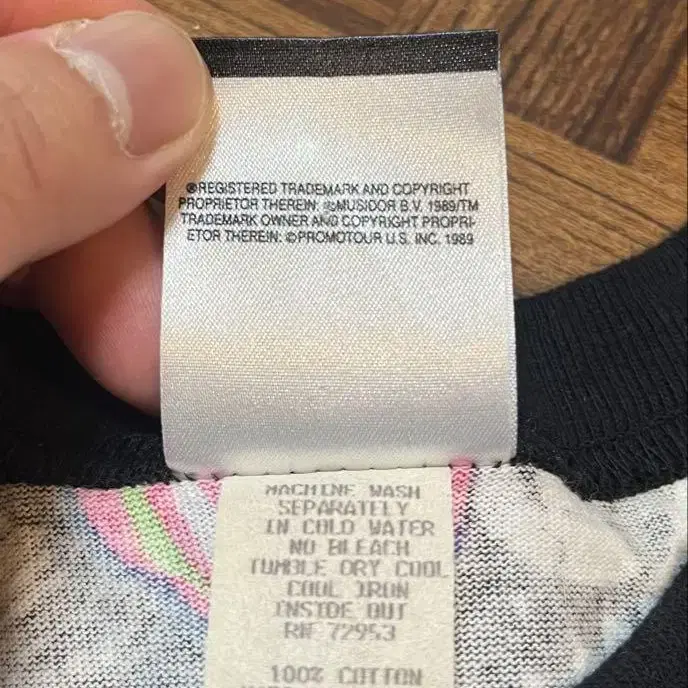 ®REGISTERED TRADEMARK AND COPYRIGHT
PROPRIETOR THEREIN: ©MUSIDOR B.V. 1989/TM
TRADEMARK OWNER AND COPYRIGHT PROPRI-
ETOR THEREIN: ©PROMOTOUR U.S. INC. 1989
MACHINE WASH
SEPARATELY
IN COLD WATER
NO BLEACH
TUMBLE DRY COOL
COOL IRON
INSIDE OUT
RN 72953
100% COTTON